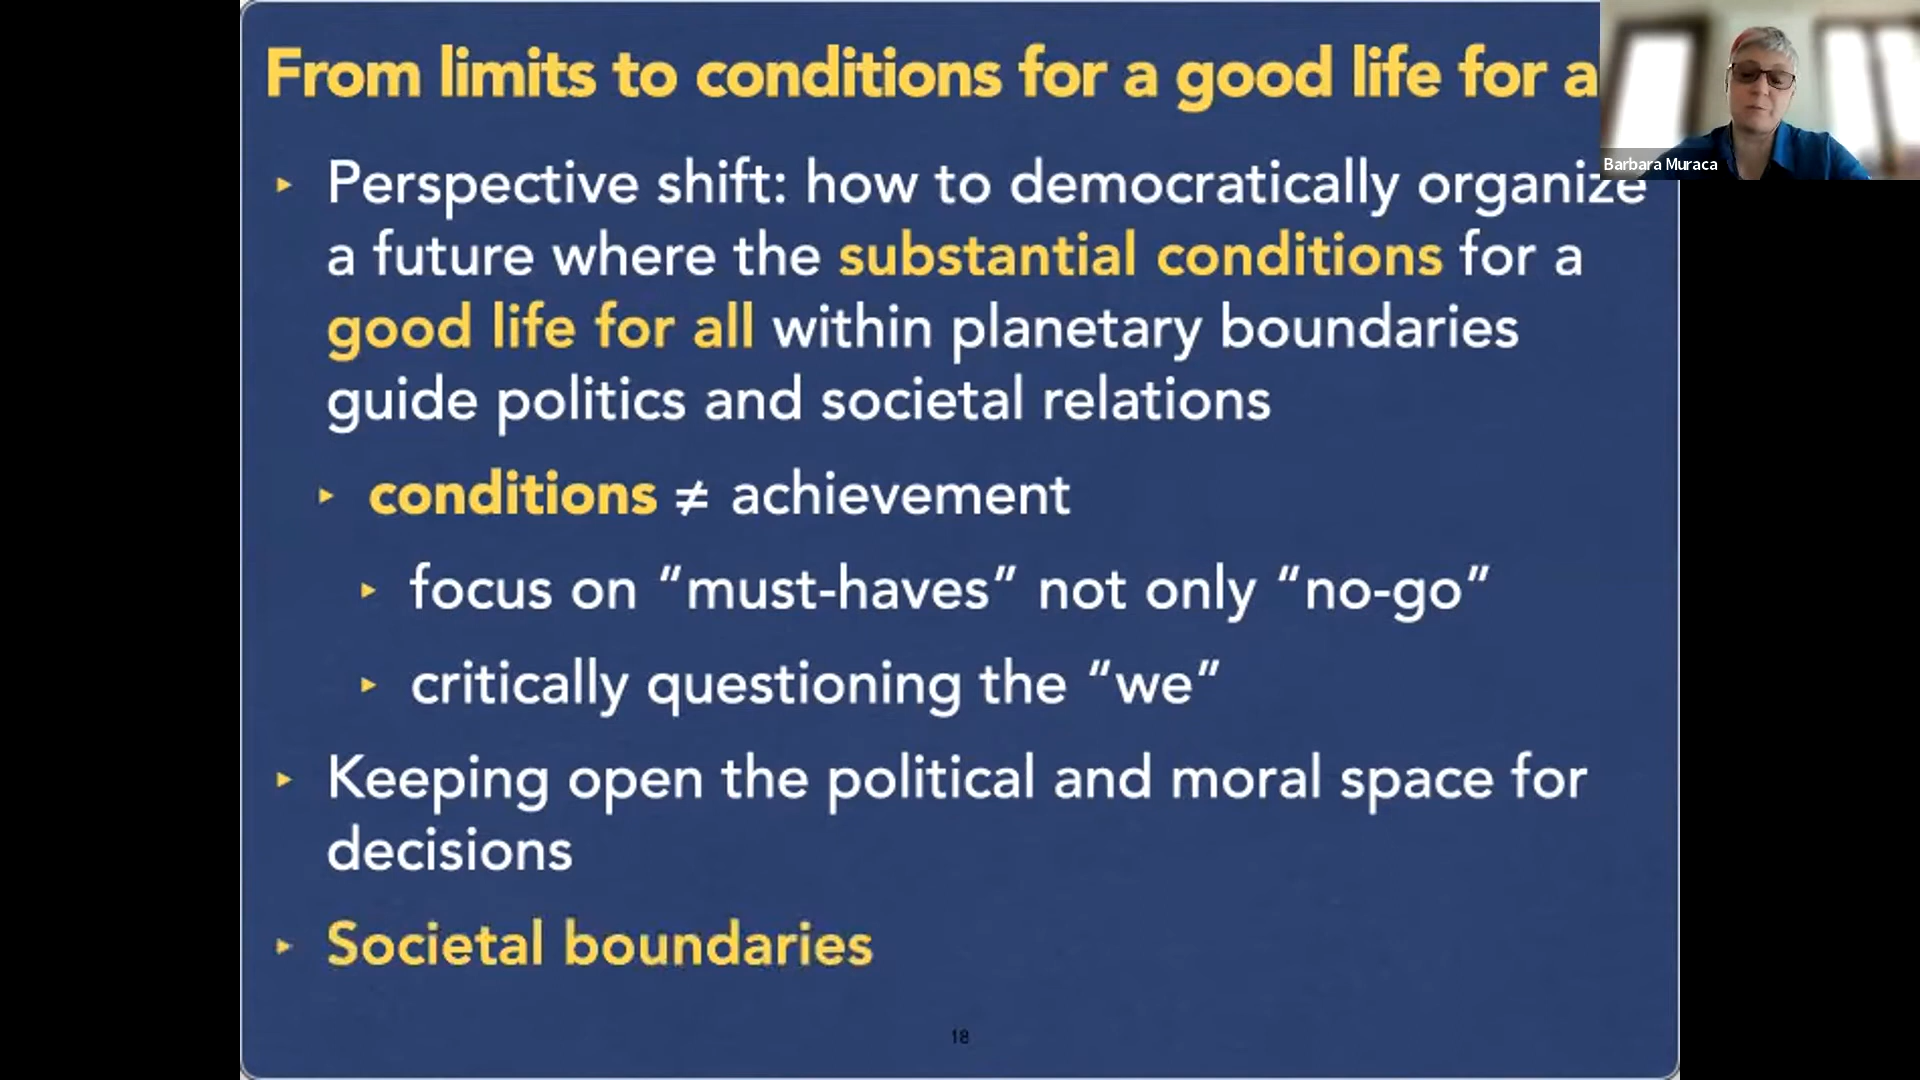 From limits to conditions for a good life for a
Barbara Muraca
▸ Perspective shift: how to democratically organize
a future where the substantial conditions for a
good life for all within planetary boundaries
guide politics and societal relations
▸ conditions ≠ achievement
▸ focus on “must-haves” not only “no-go”
▸ critically questioning the “we”
▸ Keeping open the political and moral space for
decisions
▸ Societal boundaries
18